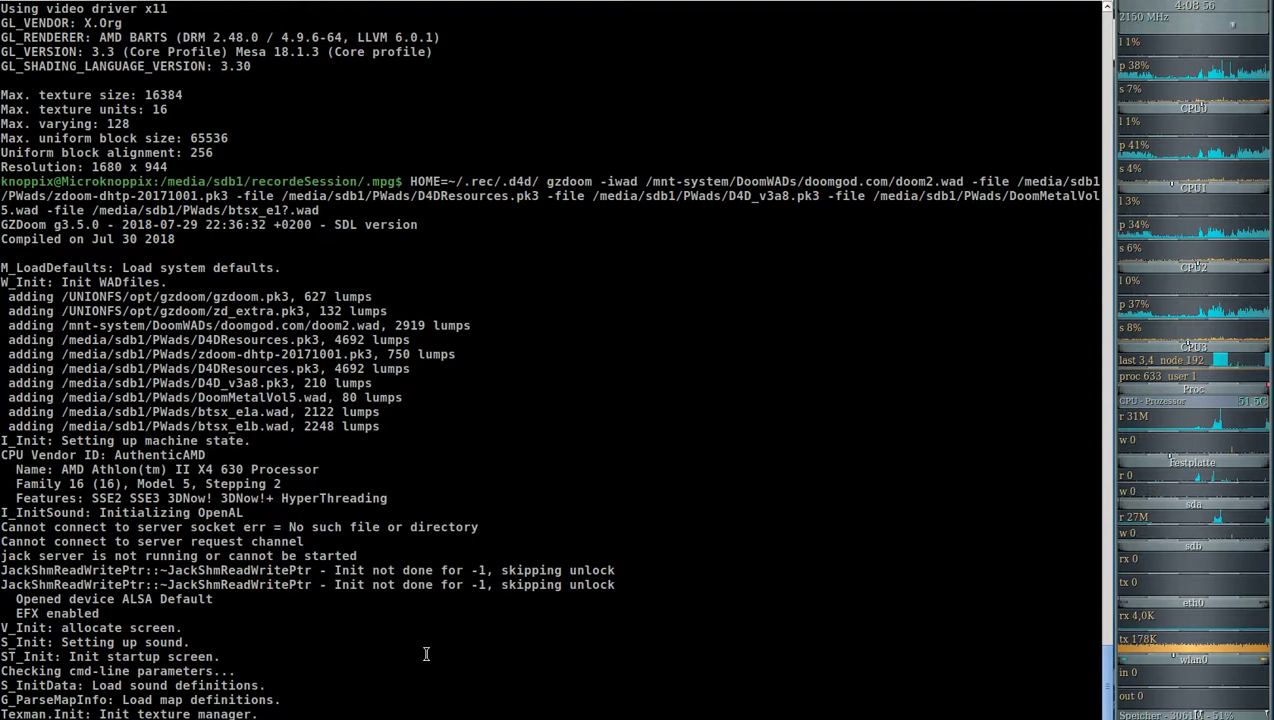 Using video driver x11
GL_VENDOR: X.Org
GL_RENDERER: AMD BARTS (DRM 2.48.0 / 4.9.6-64, LLVM 6.0.1)
GL_VERSION: 3.3 (Core Profile) Mesa 18.1.3 (Core profile)
GL_SHADING_LANGUAGE_VERSION: 3.30
Max. texture size: 16384
Max. texture units: 16
Max. varying: 128
Max. uniform block size: 65536
Uniform block alignment: 256
Resolution: 1680 x 944
knoppix@Microknoppix:/media/sdb1/recordeSession/.mpg$ HOME=~/.rec/.d4d/ gzdoom -iwad /mnt-system/DoomWADs/doomgod.com/doom2.wad -file /media/sdb1
/PWads/zdoom-dhtp-20171001.pk3 -file /media/sdb1/PWads/D4DResources.pk3 -file /media/sdb1/PWads/D4D_v3a8.pk3 -file /media/sdb1/PWads/DoomMetalVol
5.wad -file /media/sdb1/PWads/btsx_e1?.wad
GZDoom g3.5.0 - 2018-07-29 22:36:32 +0200 - SDL version
Compiled on Jul 30 2018
M_LoadDefaults: Load system defaults.
W_Init: Init WADfiles.
adding /UNIONFS/opt/gzdoom/gzdoom.pk3, 627 lumps
adding /UNIONFS/opt/gzdoom/zd_extra.pk3, 132 lumps
adding /mnt-system/DoomWADs/doomgod.com/doom2.wad, 2919 lumps
adding /media/sdb1/PWads/D4DResources.pk3, 4692 lumps
adding /media/sdb1/PWads/zdoom-dhtp-20171001.pk3, 750 lumps
adding /media/sdb1/PWads/D4DResources.pk3, 4692 lumps
adding /media/sdb1/PWads/D4D_v3a8.pk3, 210 lumps
adding /media/sdb1/PWads/DoomMetalVol5.wad, 80 lumps
adding /media/sdb1/PWads/btsx_e1a.wad, 2122 lumps
adding /media/sdb1/PWads/btsx_e1b.wad, 2248 lumps
I_Init: Setting up machine state.
CPU Vendor ID: AuthenticAMD
Name: AMD Athlon(tm) II X4 630 Processor
Family 16 (16), Model 5, Stepping 2
Features: SSE2 SSE3 3DNow! 3DNow!+ HyperThreading
I_InitSound: Initializing OpenAL
Cannot connect to server socket err = No such file or directory
Cannot connect to server request channel
jack server is not running or cannot be started
JackShmReadWritePtr::~JackShmReadWritePtr - Init not done for -1, skipping unlock
JackShmReadWritePtr::~JackShmReadWritePtr - Init not done for -1, skipping unlock
Opened device ALSA Default
EFX enabled
V_Init: allocate screen.
S_Init: Setting up sound.
ST_Init: Init startup screen.
Checking cmd-line parameters...
S_InitData: Load sound definitions.
G_ParseMapInfo: Load map definitions.
Texman.Init: Init texture manager.
4:08 56
2150 MHz
l 1%
p 38%
s 7%
CPU0
l 1%
p 41%
s 4%
CPU1
l 3%
p 34%
s 6%
CPU2
l 0%
p 37%
s 8%
CPU3
last 3,4 node 192
proc 633 user 1
Proc
CPU - Prozessor 51.5C
r 31M
w 0
Festplatte
r 0
w 0
sda
r 27M
w 0
sdb
rx 0
tx 0
eth0
rx 4,0K
tx 178K
wlan0
in 0
out 0
Speicher - 3061M - 51%